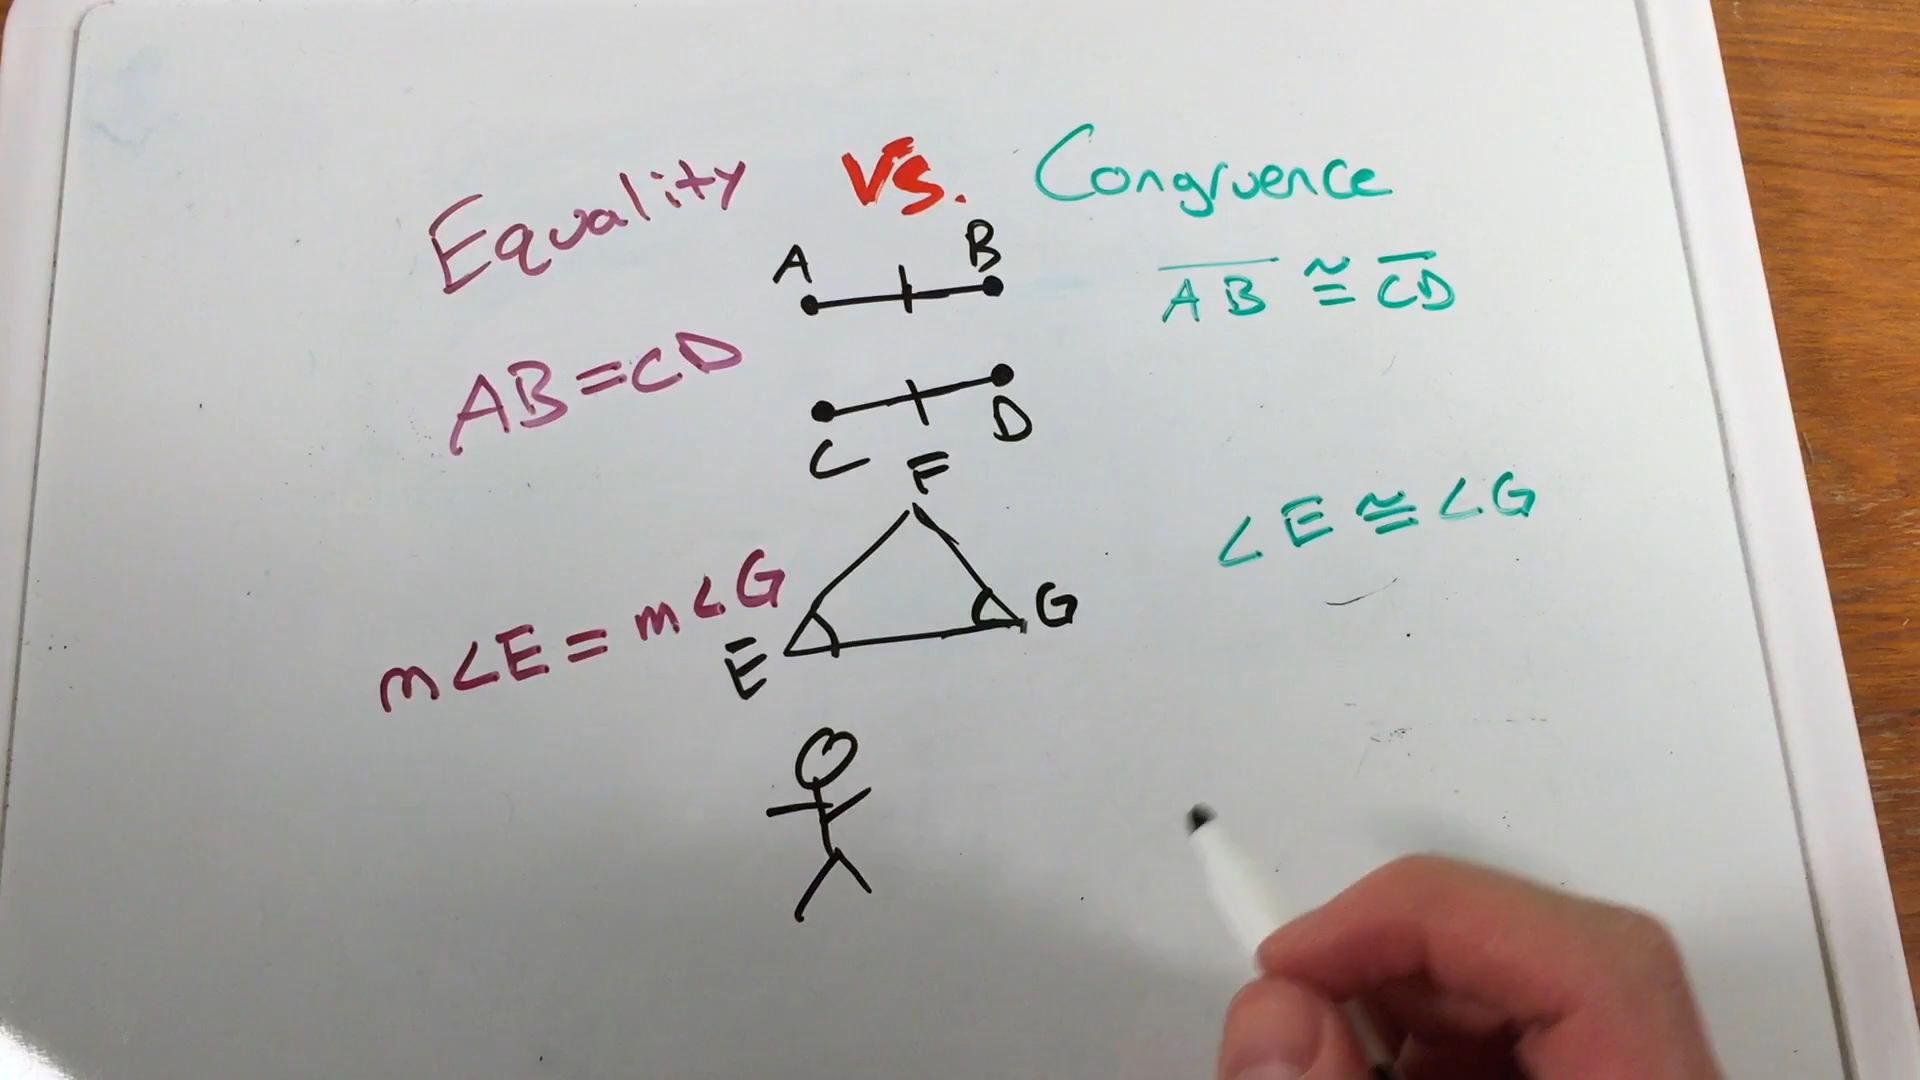 Equality vs. Congruence
A B
AB=CD
A͞B͞ ≅ C͞D͞
C D
F
m∠E = m∠G
∠E ≅ ∠G
E G